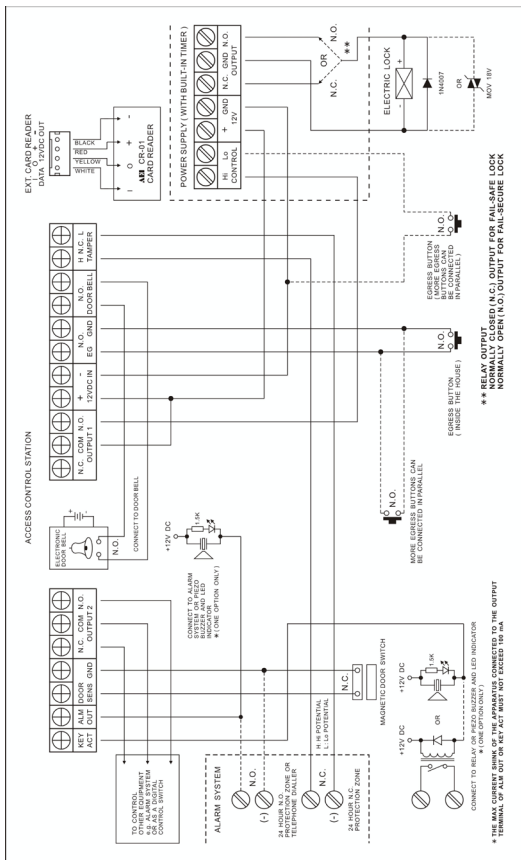 ACCESS CONTROL STATION
KEY ACT
ALM OUT
DOOR SENS
GND
N.C. COM N.O.
OUTPUT 2
N.C. COM N.O.
OUTPUT 1
+ -
12VDC IN
N.O.
EG GND
N.O.
DOOR BELL
H N.C. L
TAMPER
EXT. CARD READER
DATA 12VDC OUT
O + -
BLACK
RED
YELLOW
WHITE
CR-01
CARD READER
POWER SUPPLY ( WITH BUILT-IN TIMER )
Hi Lo
CONTROL
+ GND
12V
N.C. GND N.O.
OUTPUT
N.O.
OR
N.C.
**
ELECTRIC LOCK
+
-
1N4007
OR
MOV 18V
ELECTRONIC
DOOR BELL
+ -
N.O.
CONNECT TO DOOR BELL
+12V DC
1.5K
CONNECT TO ALARM
SYSTEM OR PIEZO
BUZZER AND LED
INDICATOR
* ( ONE OPTION ONLY )
TO CONTROL
OTHER EQUIPMENT
e.g. ALARM SYSTEM
OR AS A DIGITAL
CONTROL SWITCH
ALARM SYSTEM
N.O.
(-)
24 HOUR N.O.
PROTECTION ZONE OR
TELEPHONE DIALLER
H: Hi POTENTIAL
L: Lo POTENTIAL
N.C.
(-)
24 HOUR N.C.
PROTECTION ZONE
N.C.
MAGNETIC DOOR SWITCH
N.O.
MORE EGRESS BUTTONS CAN
BE CONNECTED IN PARALLEL
N.O.
EGRESS BUTTON
( INSIDE THE HOUSE )
N.O.
EGRESS BUTTON
(MORE EGRESS
BUTTONS CAN
BE CONNECTED
IN PARALLEL)
+12V DC
OR
+12V DC
1.5K
CONNECT TO RELAY OR PIEZO BUZZER AND LED INDICATOR
* ( ONE OPTION ONLY )
* THE MAX CURRENT SHINK OF THE APPARATUS CONNECTED TO THE OUTPUT
TERMINAL OF ALM OUT OR KEY ACT MUST NOT EXCEED 100 mA
** RELAY OUTPUT
NORMALLY CLOSED ( N.C. ) OUTPUT FOR FAIL-SAFE LOCK
NORMALLY OPEN ( N.O. ) OUTPUT FOR FAIL-SECURE LOCK